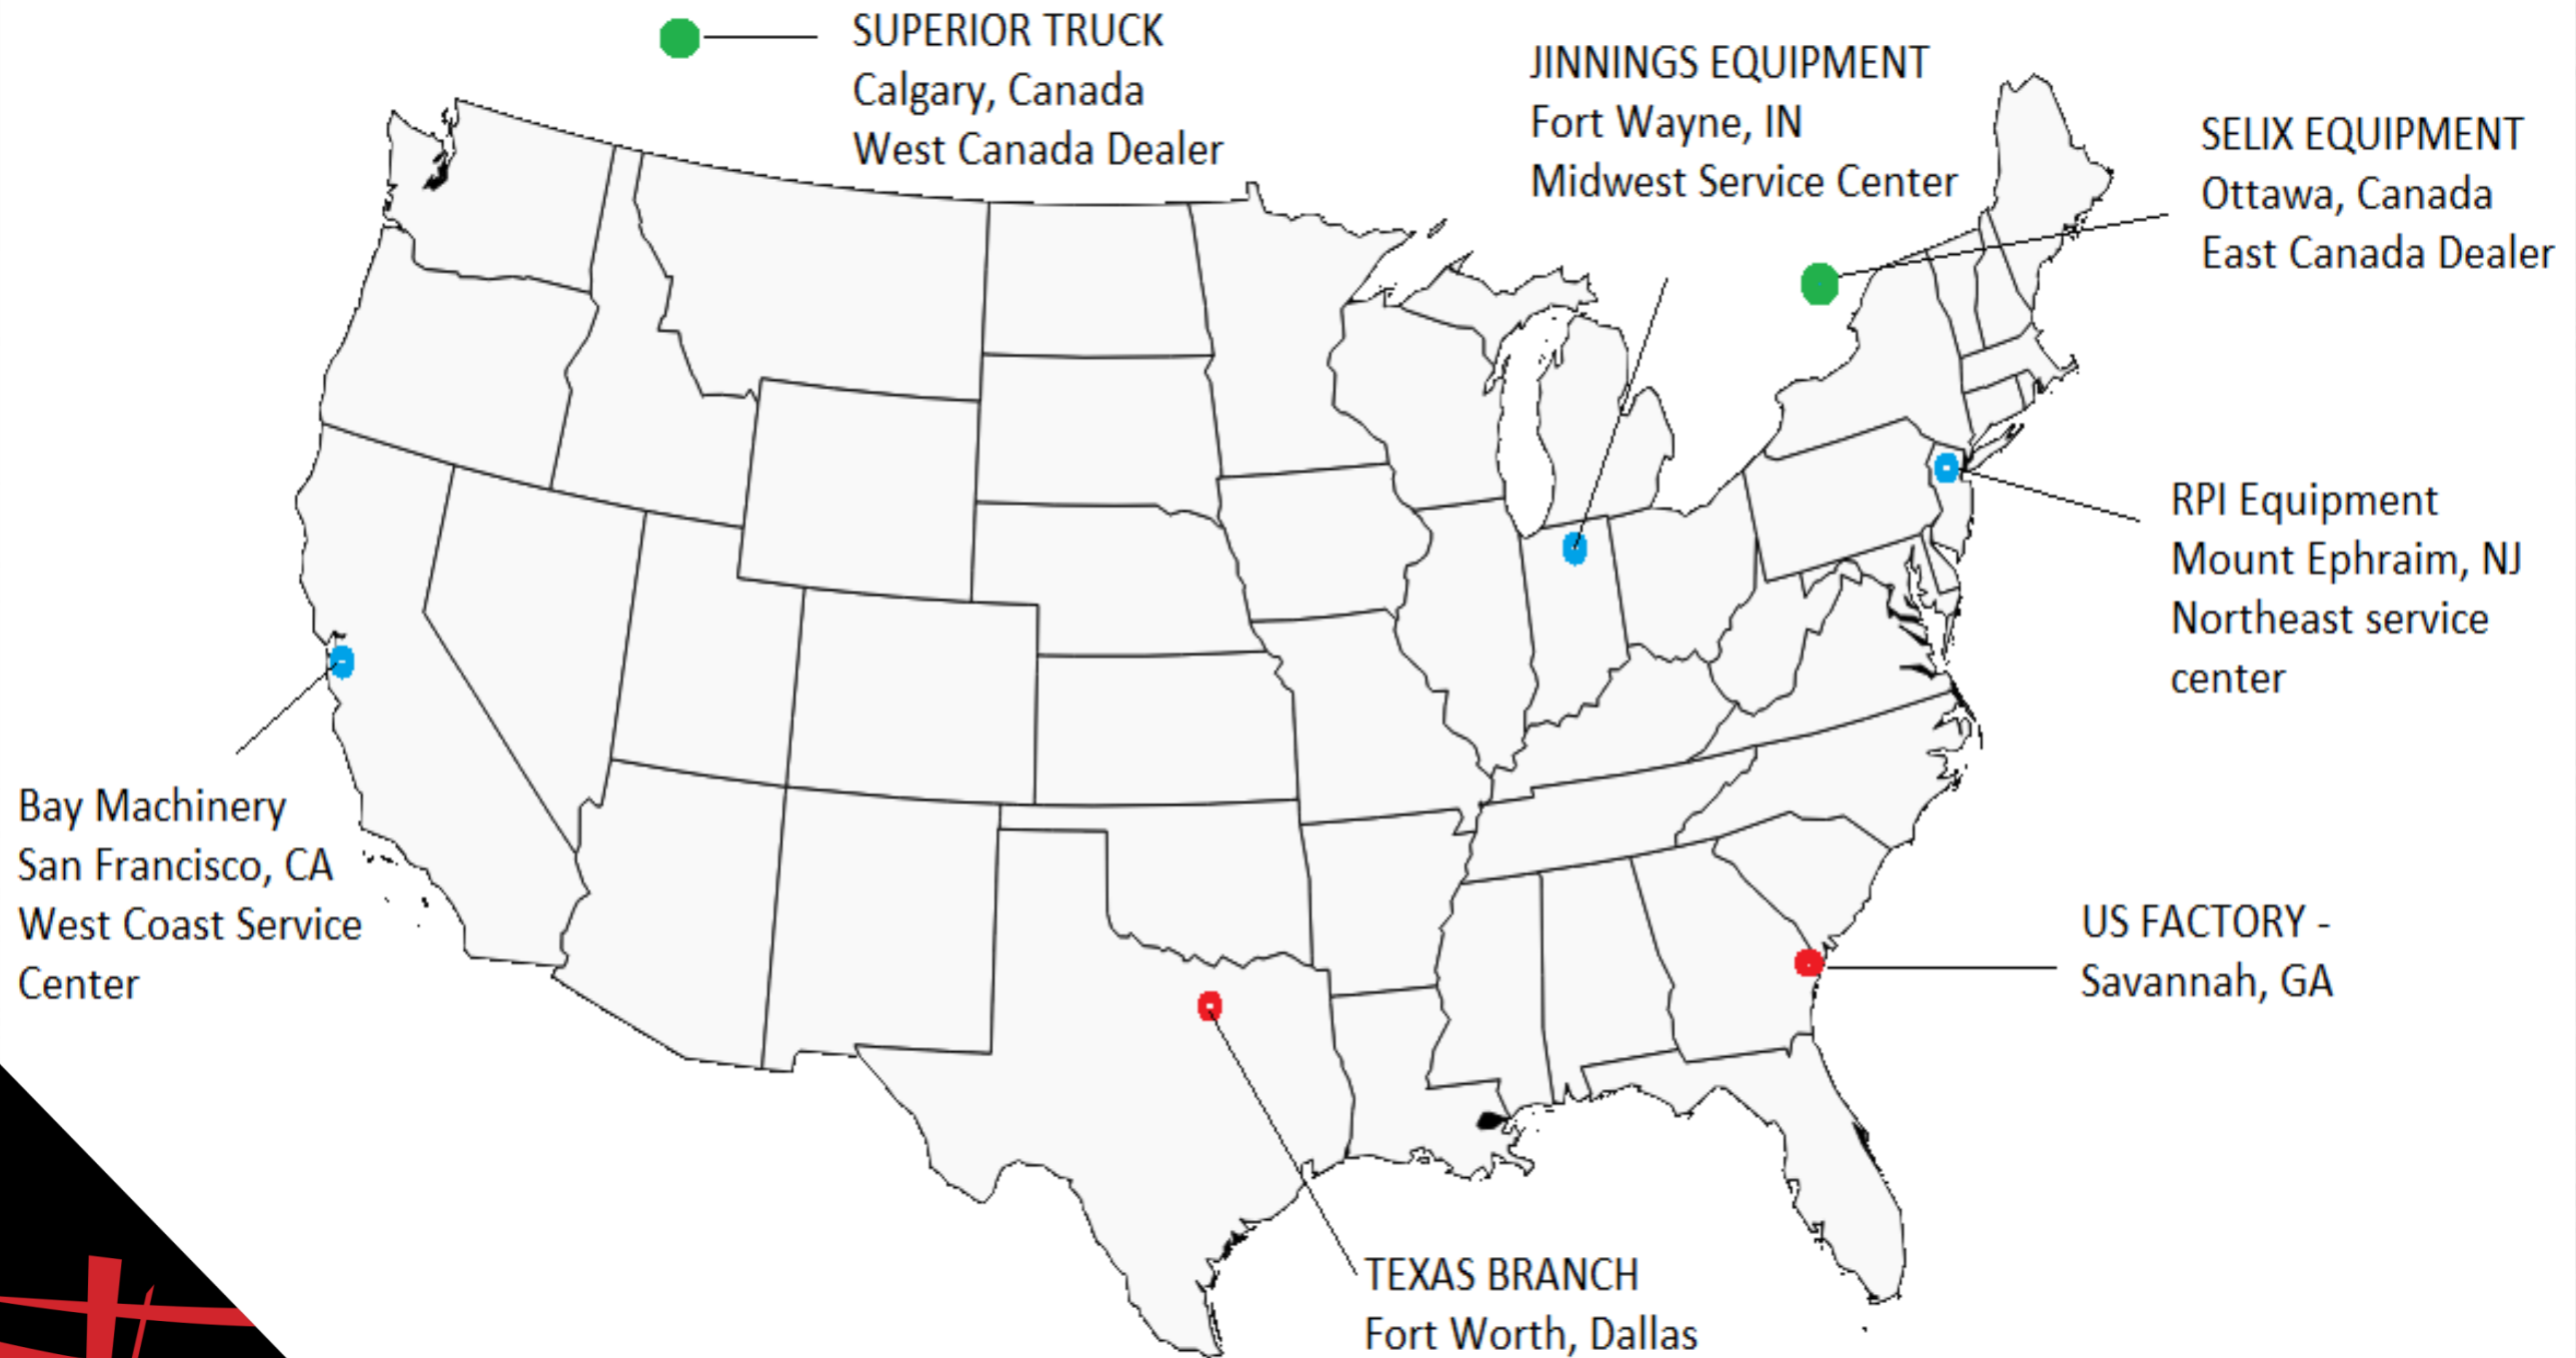 SUPERIOR TRUCK
Calgary, Canada
West Canada Dealer
JINNINGS EQUIPMENT
Fort Wayne, IN
Midwest Service Center
SELIX EQUIPMENT
Ottawa, Canada
East Canada Dealer
RPI Equipment
Mount Ephraim, NJ
Northeast service
center
Bay Machinery
San Francisco, CA
West Coast Service
Center
US FACTORY -
Savannah, GA
TEXAS BRANCH
Fort Worth, Dallas